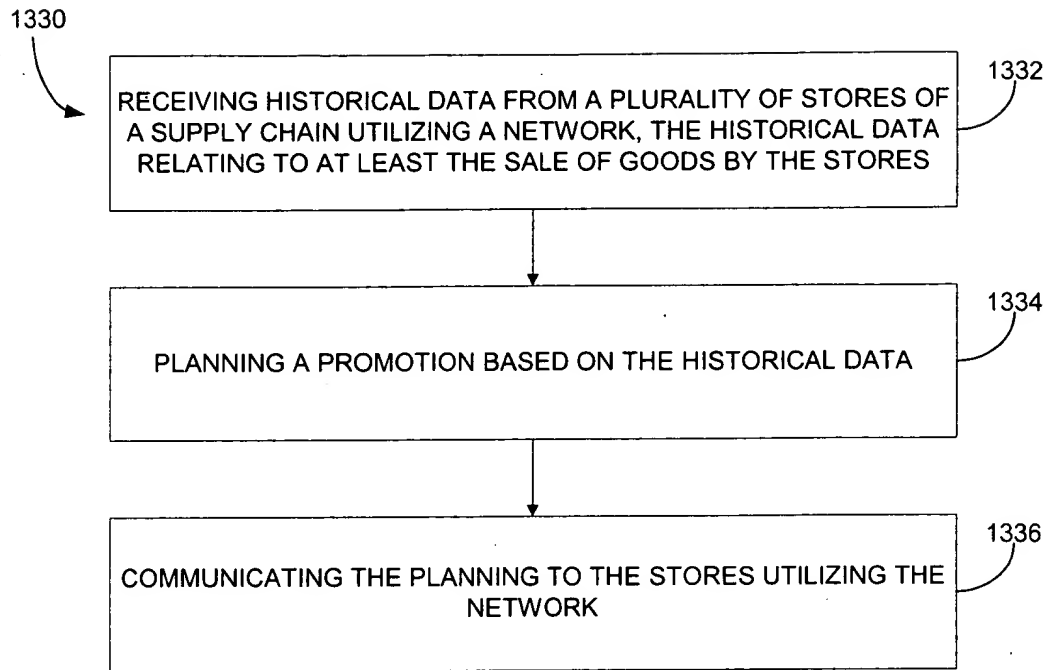 1330
1332
RECEIVING HISTORICAL DATA FROM A PLURALITY OF STORES OF
A SUPPLY CHAIN UTILIZING A NETWORK, THE HISTORICAL DATA
RELATING TO AT LEAST THE SALE OF GOODS BY THE STORES
1334
PLANNING A PROMOTION BASED ON THE HISTORICAL DATA
1336
COMMUNICATING THE PLANNING TO THE STORES UTILIZING THE
NETWORK